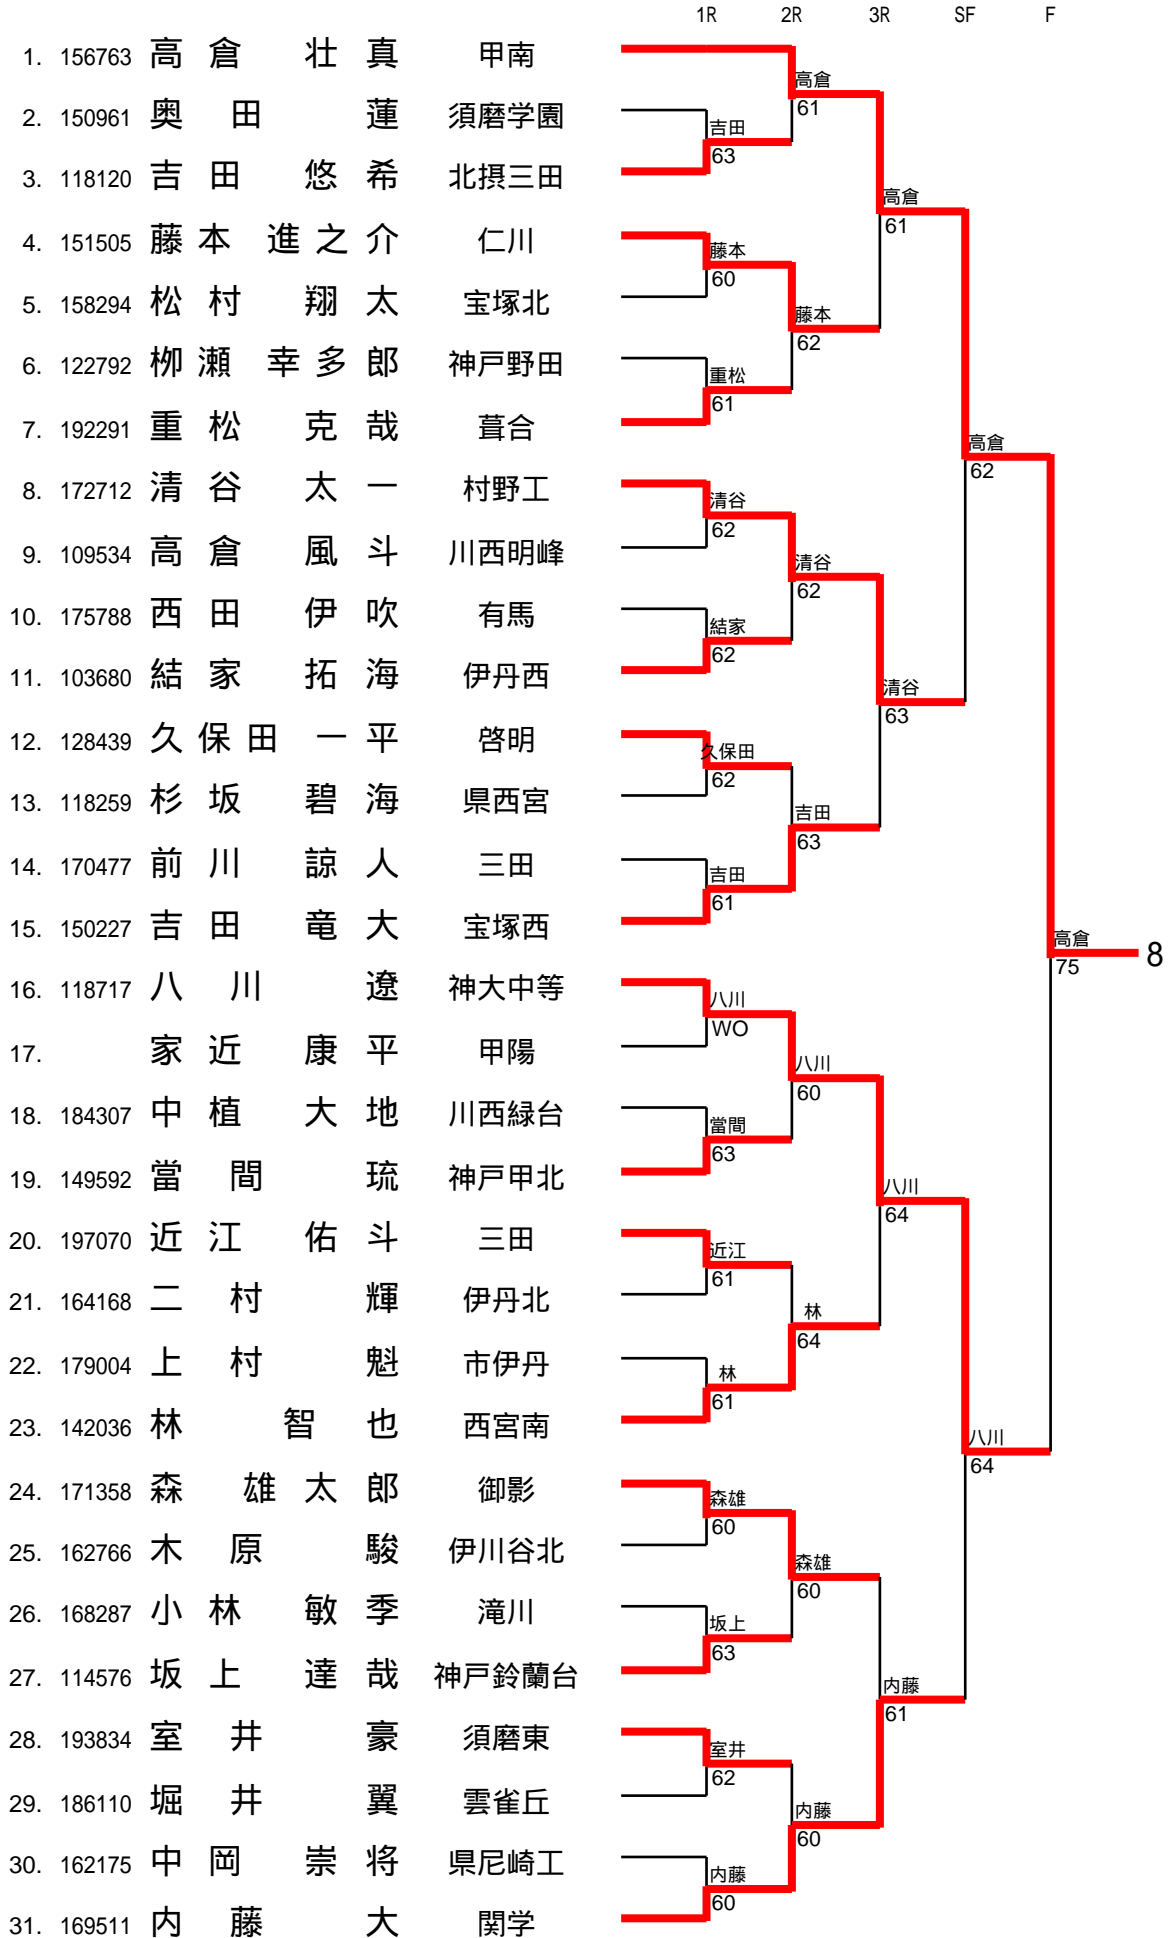 1R 2R 3R SF F
1. 156763 高倉 壮真 甲南
高倉
2. 150961 奥田 蓮 須磨学園
61
吉田
63
3. 118120 吉田 悠希 北摂三田
高倉
61
4. 151505 藤本 進之介 仁川
藤本
60
5. 158294 松村 翔太 宝塚北
藤本
62
6. 122792 栁瀬 幸多郎 神戸野田
重松
61
7. 192291 重松 克哉 葺合
高倉
62
8. 172712 清谷 太一 村野工
清谷
62
9. 109534 高倉 風斗 川西明峰
清谷
62
10. 175788 西田 伊吹 有馬
結家
62
11. 103680 結家 拓海 伊丹西
清谷
63
12. 128439 久保田 一平 啓明
久保田
62
13. 118259 杉坂 碧海 県西宮
吉田
63
14. 170477 前川 諒人 三田
吉田
61
15. 150227 吉田 竜大 宝塚西
高倉
75
8
16. 118717 八川 遼 神大中等
八川
WO
17. 家近 康平 甲陽
八川
60
18. 184307 中植 大地 川西緑台
當間
63
19. 149592 當間 琉 神戸甲北
八川
64
20. 197070 近江 佑斗 三田
近江
61
21. 164168 二村 輝 伊丹北
林
64
22. 179004 上村 魁 市伊丹
林
61
23. 142036 林 智也 西宮南
八川
64
24. 171358 森 雄太郎 御影
森雄
60
25. 162766 木原 駿 伊川谷北
森雄
60
26. 168287 小林 敏季 滝川
坂上
63
27. 114576 坂上 達哉 神戸鈴蘭台
内藤
61
28. 193834 室井 豪 須磨東
室井
62
29. 186110 堀井 翼 雲雀丘
内藤
60
30. 162175 中岡 崇将 県尼崎工
内藤
60
31. 169511 内藤 大 関学